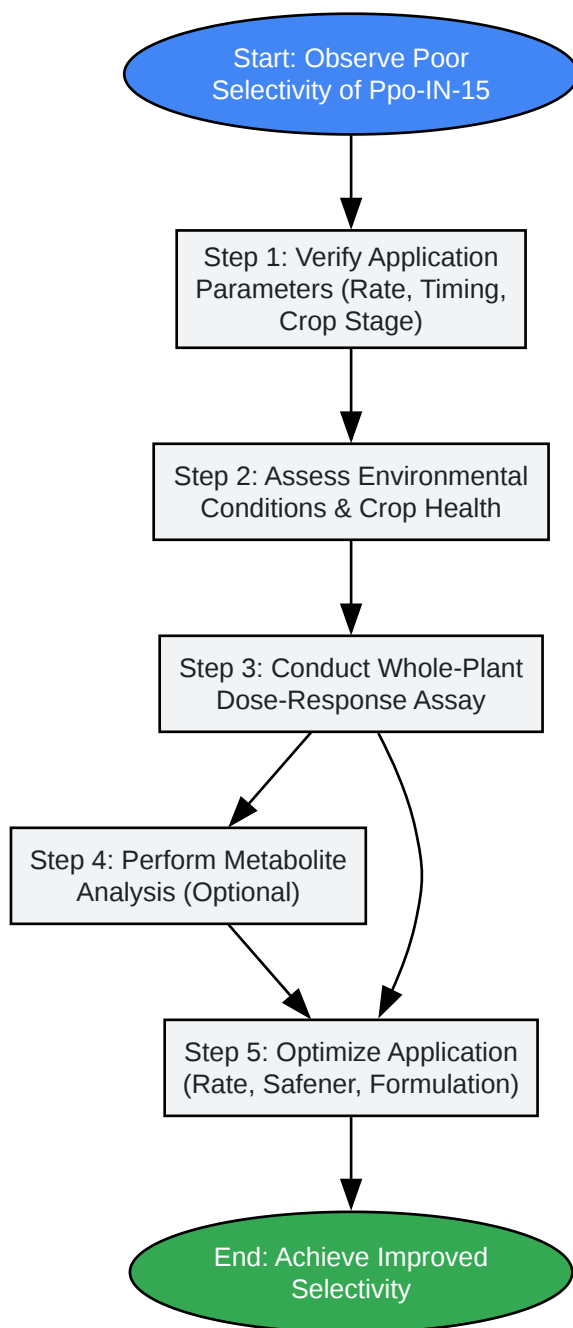 Start: Observe Poor
Selectivity of Ppo-IN-15
Step 1: Verify Application
Parameters (Rate, Timing,
Crop Stage)
Step 2: Assess Environmental
Conditions & Crop Health
Step 3: Conduct Whole-Plant
Dose-Response Assay
Step 4: Perform Metabolite
Analysis (Optional)
Step 5: Optimize Application
(Rate, Safener, Formulation)
End: Achieve Improved
Selectivity